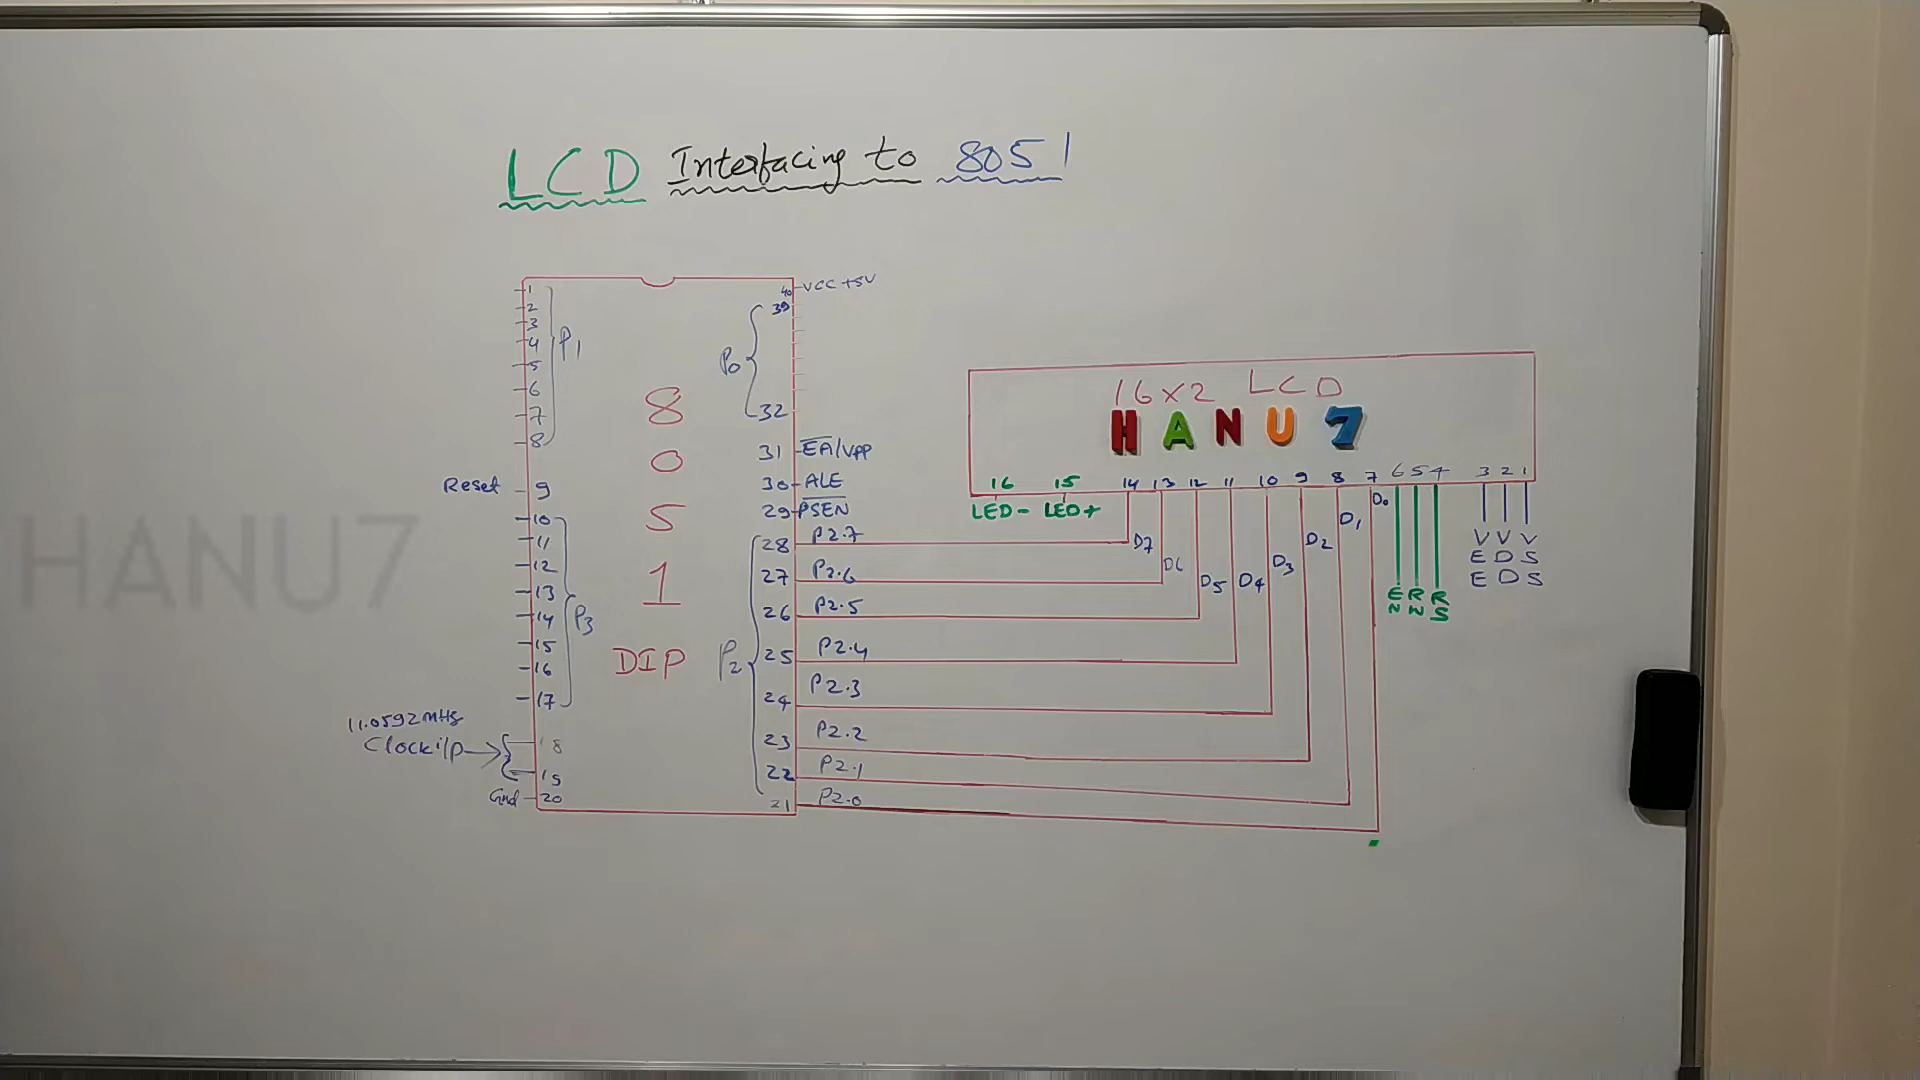 LCD Interfacing to 8051
1
2
3
4
5
6
7
8
P1
Reset 9
10
11
12
13
14
15
16
17
P3
11.0592MHz
Clock i/p
18
19
Gnd 20
8
0
5
1
DIP
40 VCC +5V
39
P0
32
31 EA/VPP
30 ALE
29 PSEN
P2
28 P2.7
27 P2.6
26 P2.5
25 P2.4
24 P2.3
23 P2.2
22 P2.1
21 P2.0
16x2 LCD
HANU7
16 15 14 13 12 11 10 9 8 7 6 5 4 3 2 1
LED- LED+
D7 D6 D5 D4 D3 D2 D1 D0
EN RW RS
VEE VDD VSS
HANU7